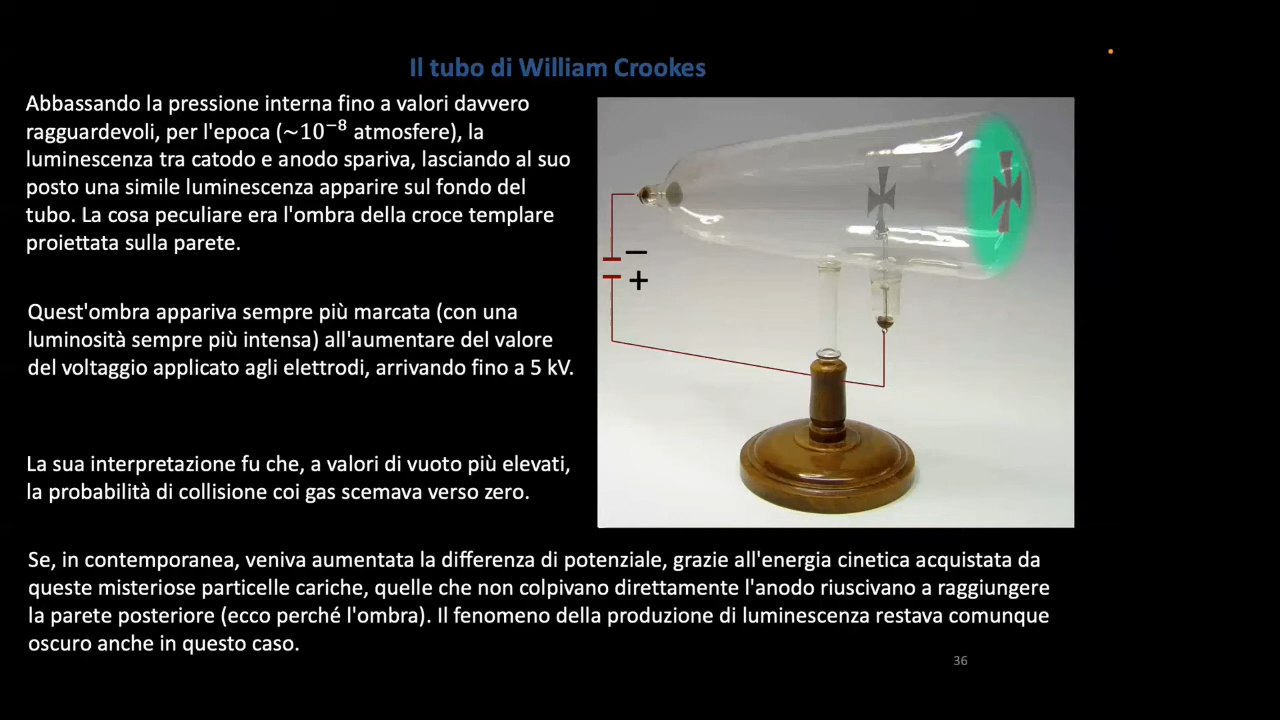 Il tubo di William Crookes
Abbassando la pressione interna fino a valori davvero
ragguardevoli, per l'epoca (~10⁻⁸ atmosfere), la
luminescenza tra catodo e anodo spariva, lasciando al suo
posto una simile luminescenza apparire sul fondo del
tubo. La cosa peculiare era l'ombra della croce templare
proiettata sulla parete.
Quest'ombra appariva sempre più marcata (con una
luminosità sempre più intensa) all'aumentare del valore
del voltaggio applicato agli elettrodi, arrivando fino a 5 kV.
La sua interpretazione fu che, a valori di vuoto più elevati,
la probabilità di collisione coi gas scemava verso zero.
−
+
Se, in contemporanea, veniva aumentata la differenza di potenziale, grazie all'energia cinetica acquistata da
queste misteriose particelle cariche, quelle che non colpivano direttamente l'anodo riuscivano a raggiungere
la parete posteriore (ecco perché l'ombra). Il fenomeno della produzione di luminescenza restava comunque
oscuro anche in questo caso.
36